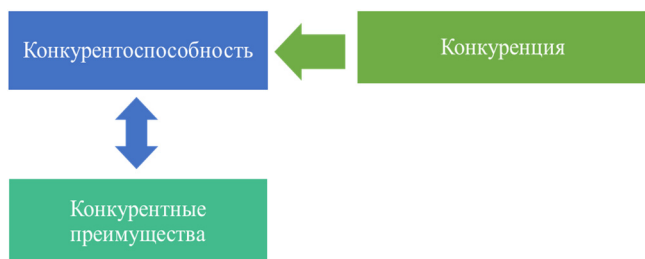 Конкурентоспособность
Конкуренция
Конкурентные
преимущества